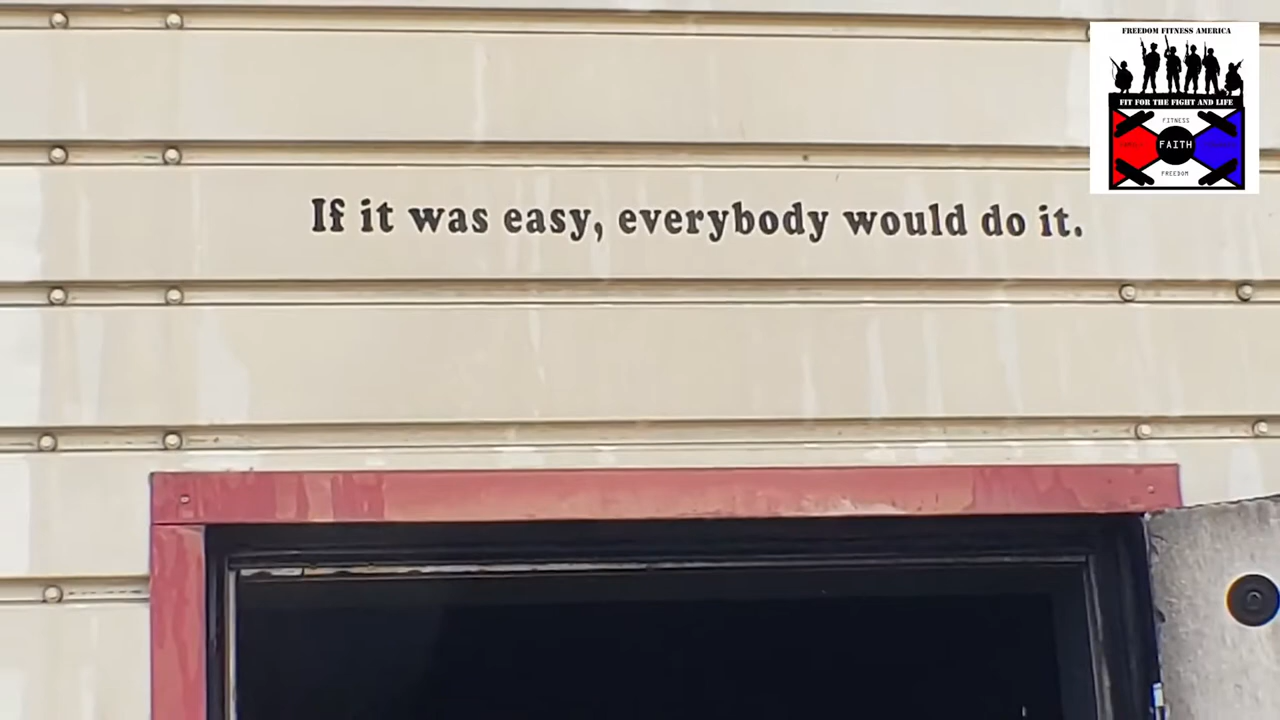 FREEDOM FITNESS AMERICA
FIT FOR THE FIGHT AND LIFE
FITNESS
FAITH
FREEDOM
If it was easy, everybody would do it.